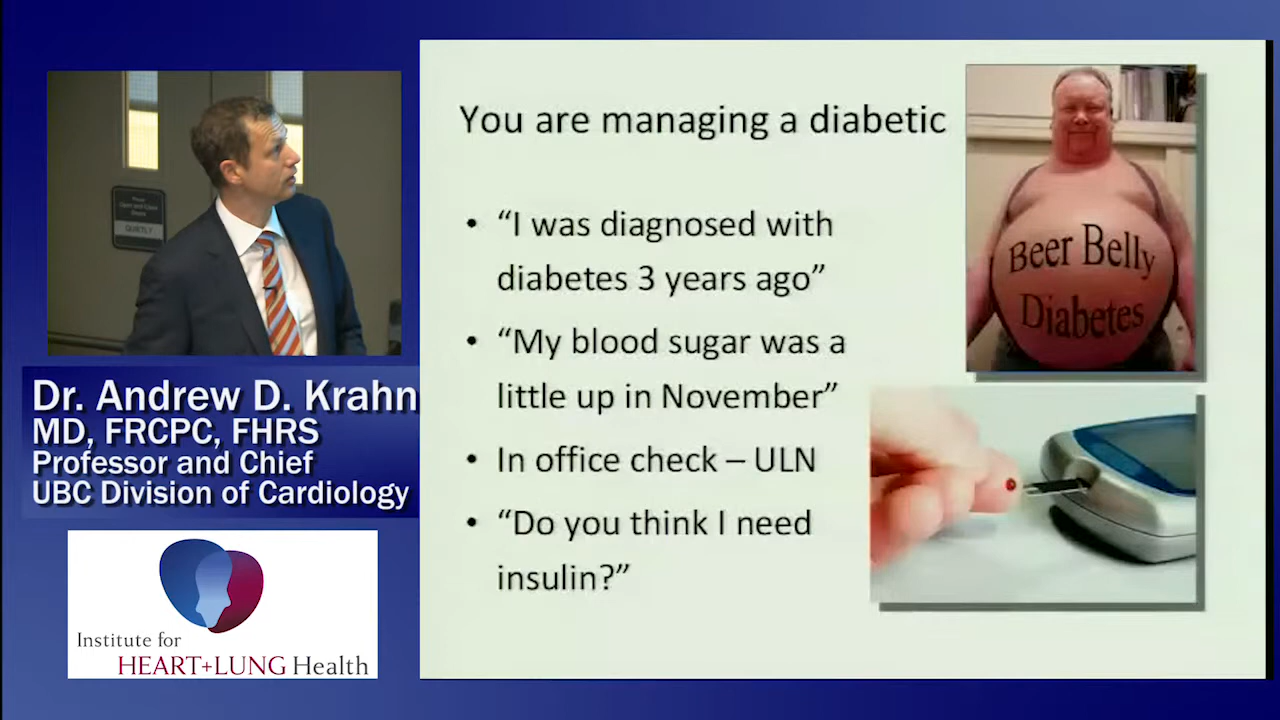 You are managing a diabetic
• “I was diagnosed with
diabetes 3 years ago”
• “My blood sugar was a
little up in November”
• In office check – ULN
• “Do you think I need
insulin?”
Beer Belly
Diabetes
QUIETLY
Dr. Andrew D. Krahn
MD, FRCPC, FHRS
Professor and Chief
UBC Division of Cardiology
Institute for
HEART+LUNG Health